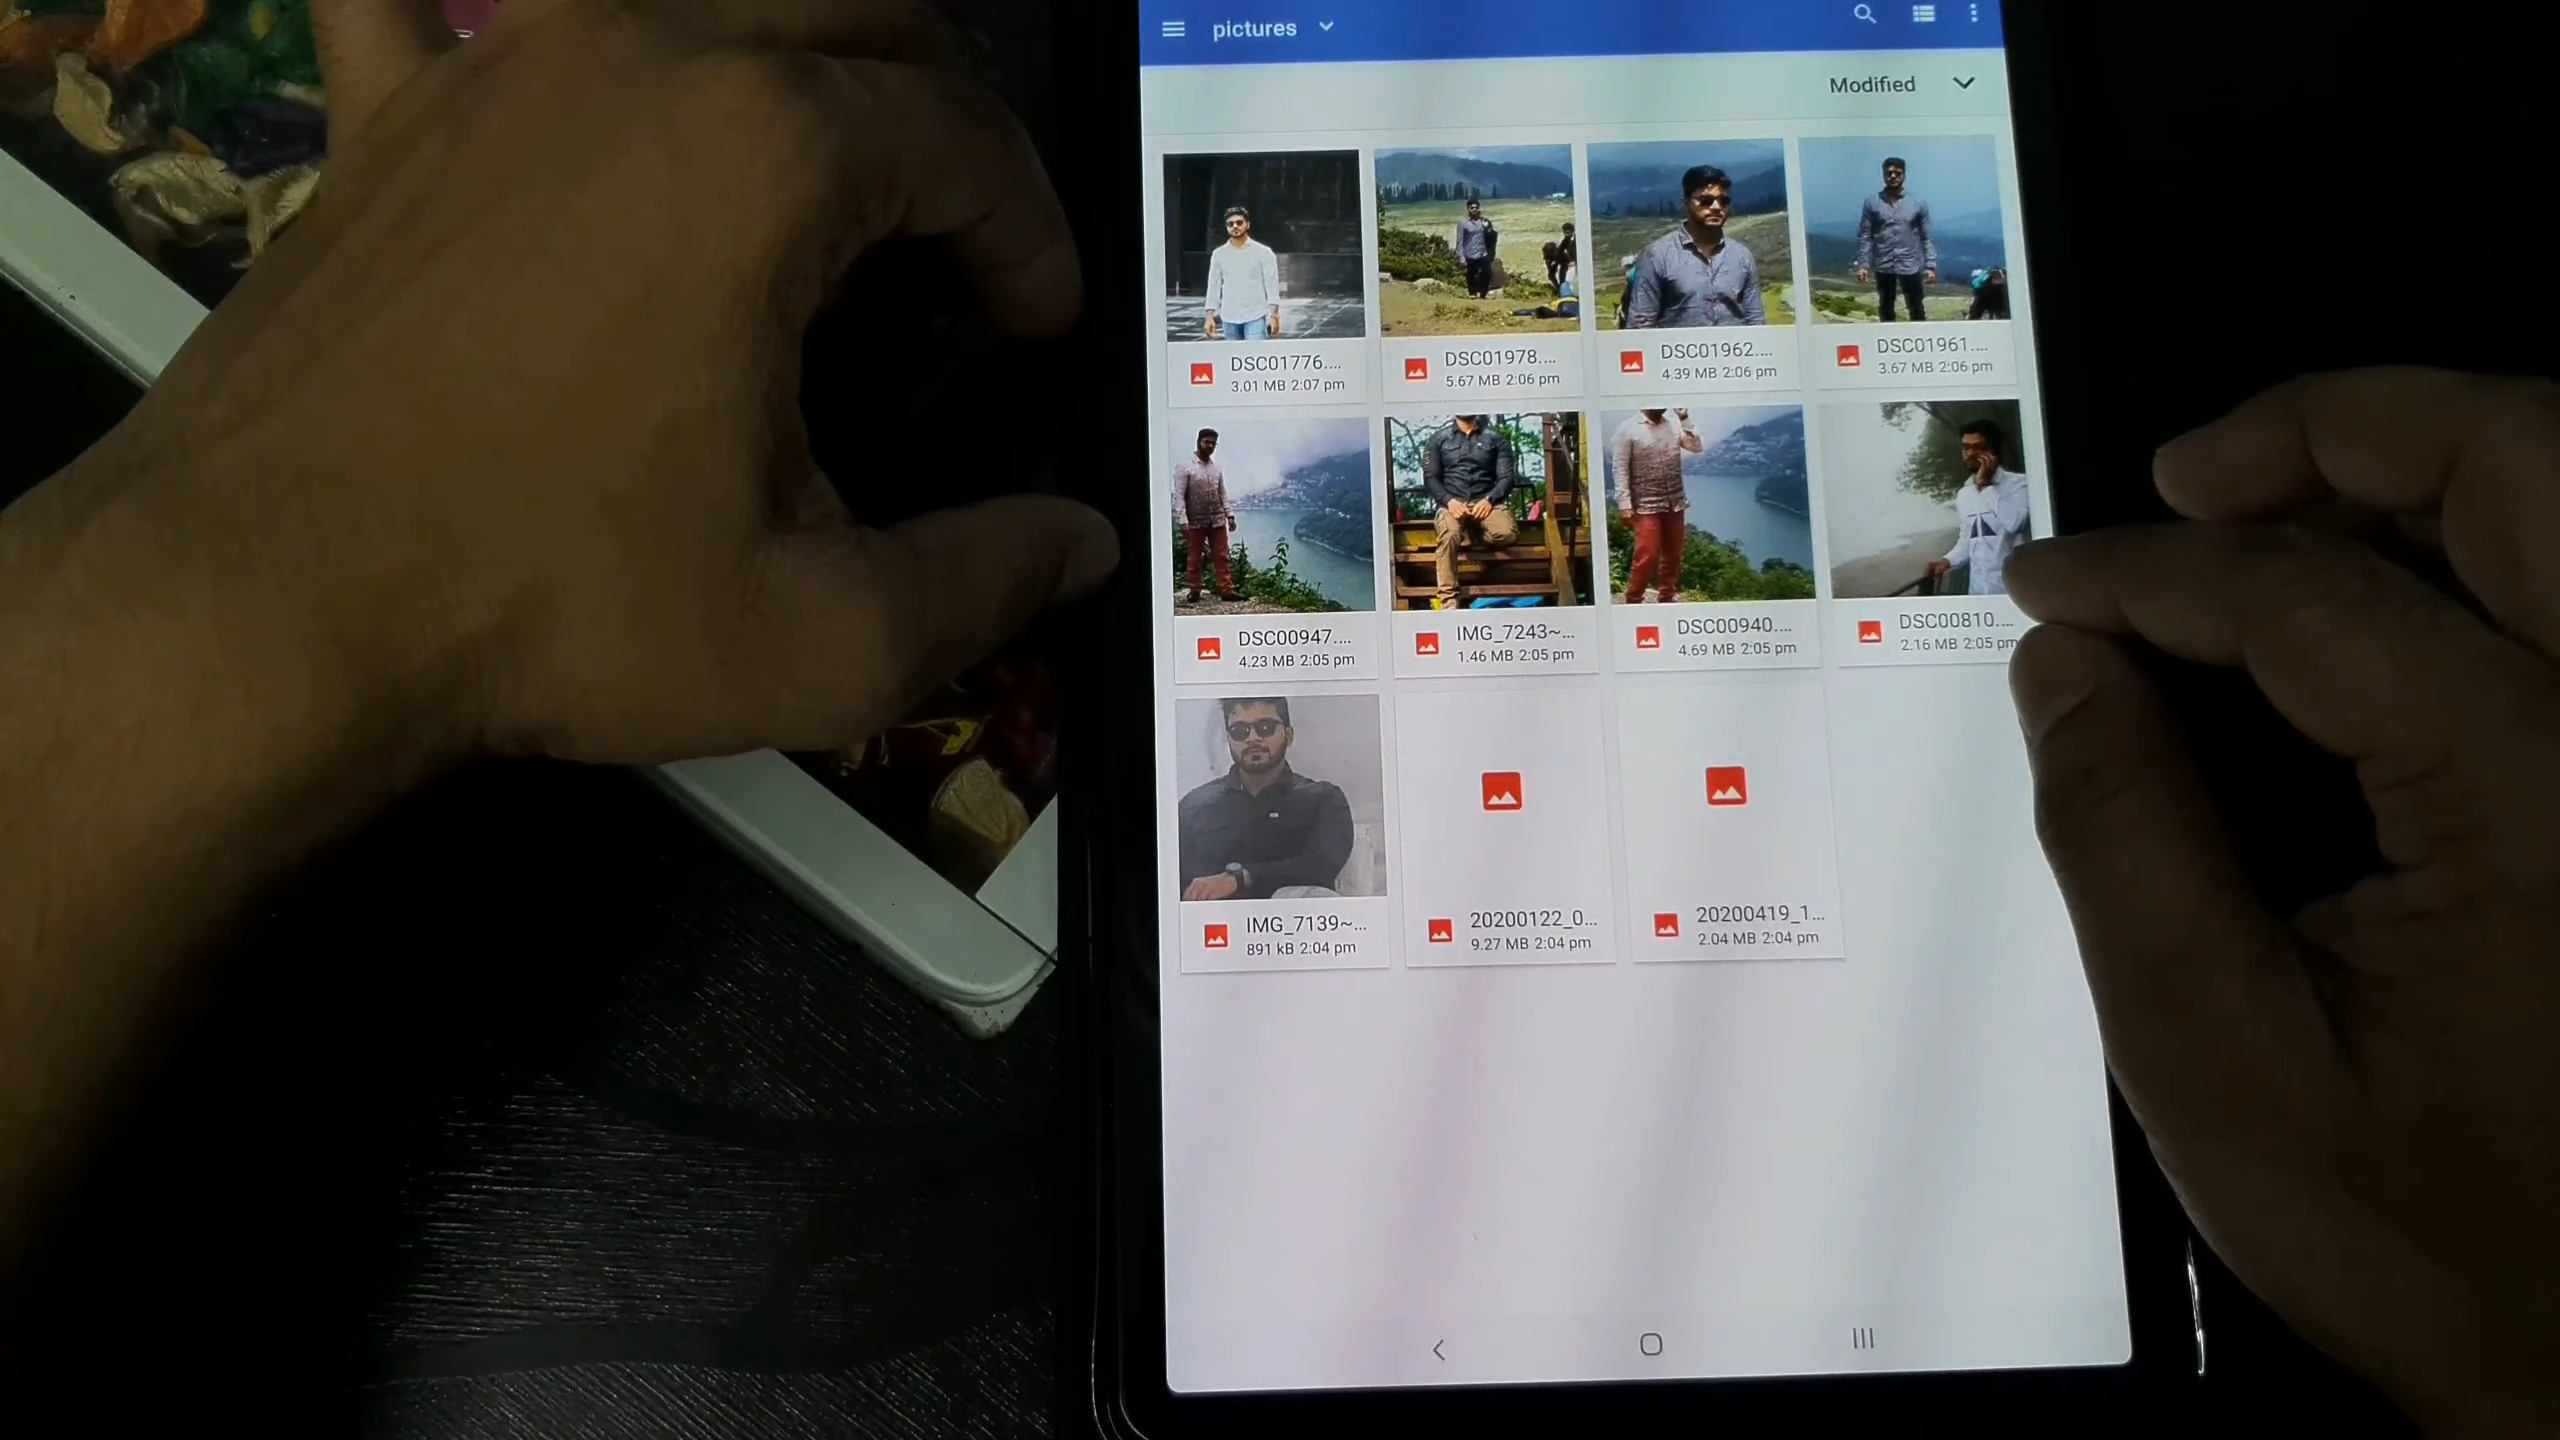 pictures
Modified
DSC01776....
3.01 MB 2:07 pm
DSC01978....
5.67 MB 2:06 pm
DSC01962....
4.39 MB 2:06 pm
DSC01961....
3.67 MB 2:06 pm
DSC00947....
4.23 MB 2:05 pm
IMG_7243~...
1.46 MB 2:05 pm
DSC00940....
4.69 MB 2:05 pm
DSC00810....
2.16 MB 2:05 pm
IMG_7139~...
891 kB 2:04 pm
20200122_0...
9.27 MB 2:04 pm
20200419_1...
2.04 MB 2:04 pm